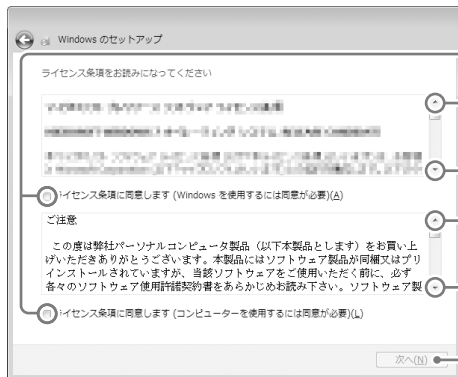 Windows のセットアップ
ライセンス条項をお読みになってください
ライセンス条項に同意します (Windows を使用するには同意が必要)(A)
ご注意
この度は弊社パーソナルコンピュータ製品（以下本製品とします）をお買い上
げいただきありがとうございます。本製品にはソフトウェア製品が同梱又はプリ
インストールされていますが、当該ソフトウェアをご使用いただく前に、必ず
各々のソフトウェア使用許諾契約書をあらかじめお読み下さい。ソフトウェア製
ライセンス条項に同意します (コンピューターを使用するには同意が必要)(L)
次へ(N)